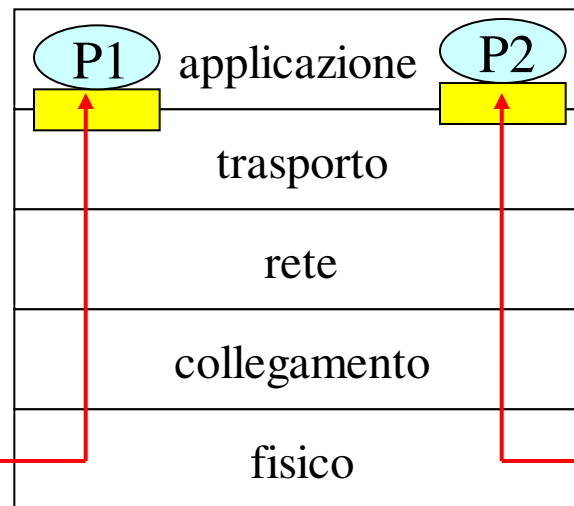 P1 applicazione P2
trasporto
rete
collegamento
fisico